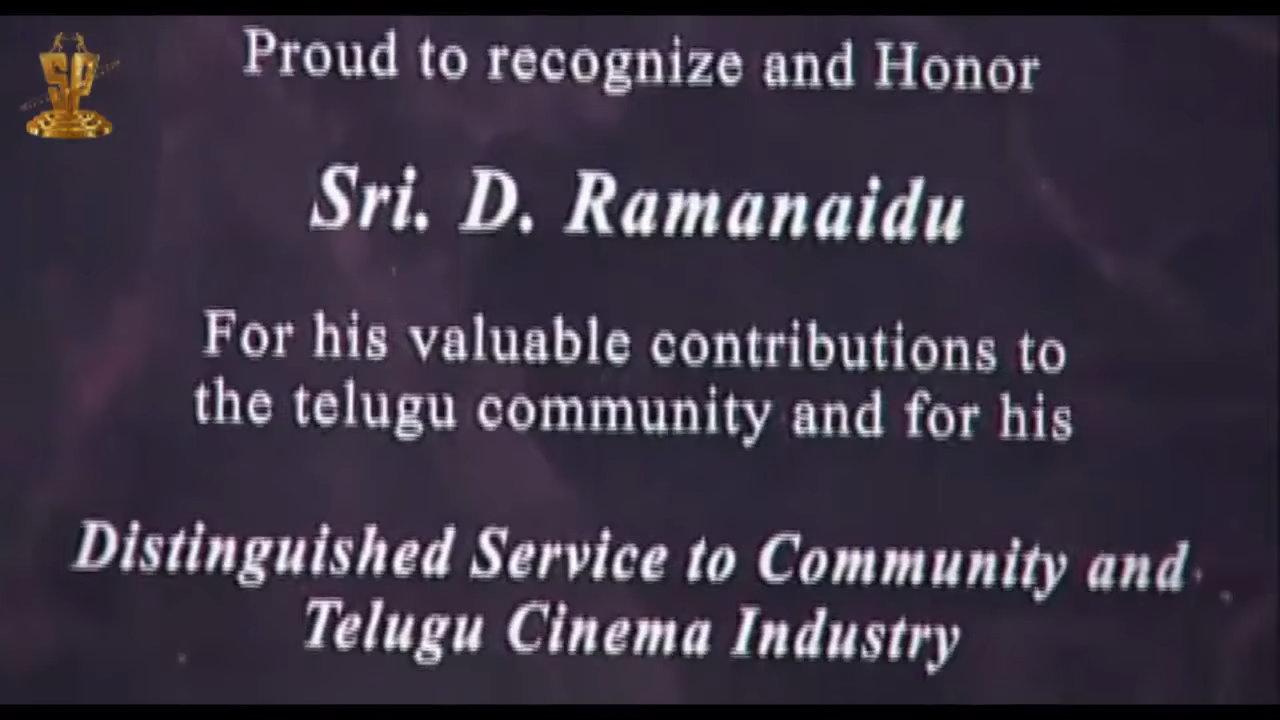 SP
Proud to recognize and Honor
Sri. D. Ramanaidu
For his valuable contributions to
the telugu community and for his
Distinguished Service to Community and
Telugu Cinema Industry